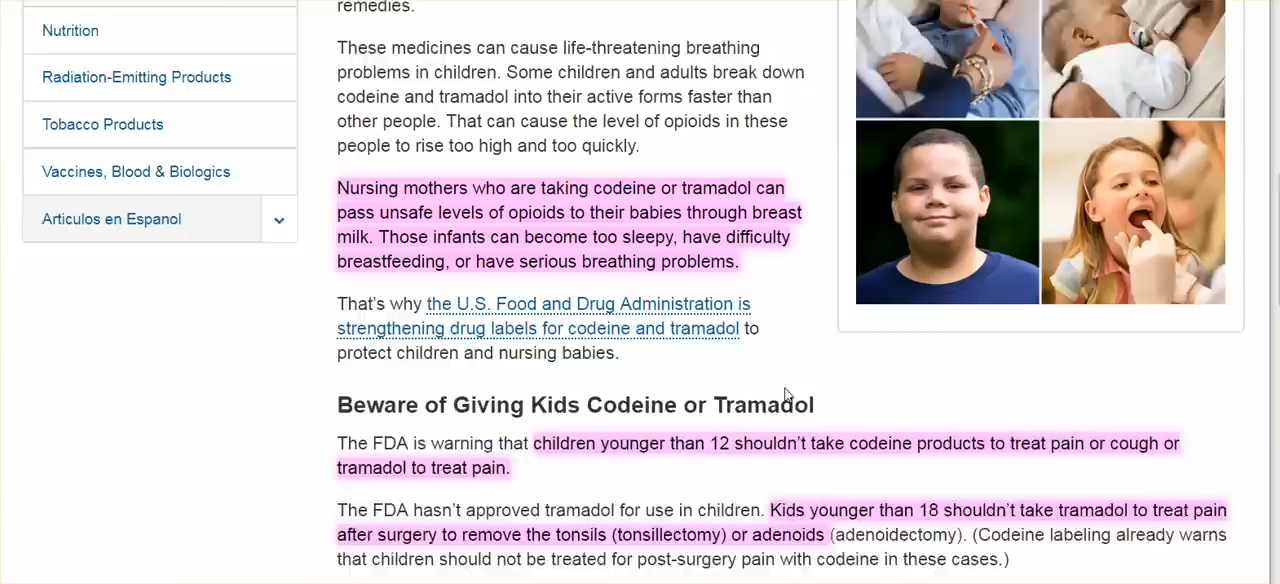 Nutrition
Radiation-Emitting Products
Tobacco Products
Vaccines, Blood & Biologics
Articulos en Espanol
remedies.
These medicines can cause life-threatening breathing
problems in children. Some children and adults break down
codeine and tramadol into their active forms faster than
other people. That can cause the level of opioids in these
people to rise too high and too quickly.
Nursing mothers who are taking codeine or tramadol can
pass unsafe levels of opioids to their babies through breast
milk. Those infants can become too sleepy, have difficulty
breastfeeding, or have serious breathing problems.
That’s why the U.S. Food and Drug Administration is
strengthening drug labels for codeine and tramadol to
protect children and nursing babies.
Beware of Giving Kids Codeine or Tramadol
The FDA is warning that children younger than 12 shouldn’t take codeine products to treat pain or cough or
tramadol to treat pain.
The FDA hasn’t approved tramadol for use in children. Kids younger than 18 shouldn’t take tramadol to treat pain
after surgery to remove the tonsils (tonsillectomy) or adenoids (adenoidectomy). (Codeine labeling already warns
that children should not be treated for post-surgery pain with codeine in these cases.)